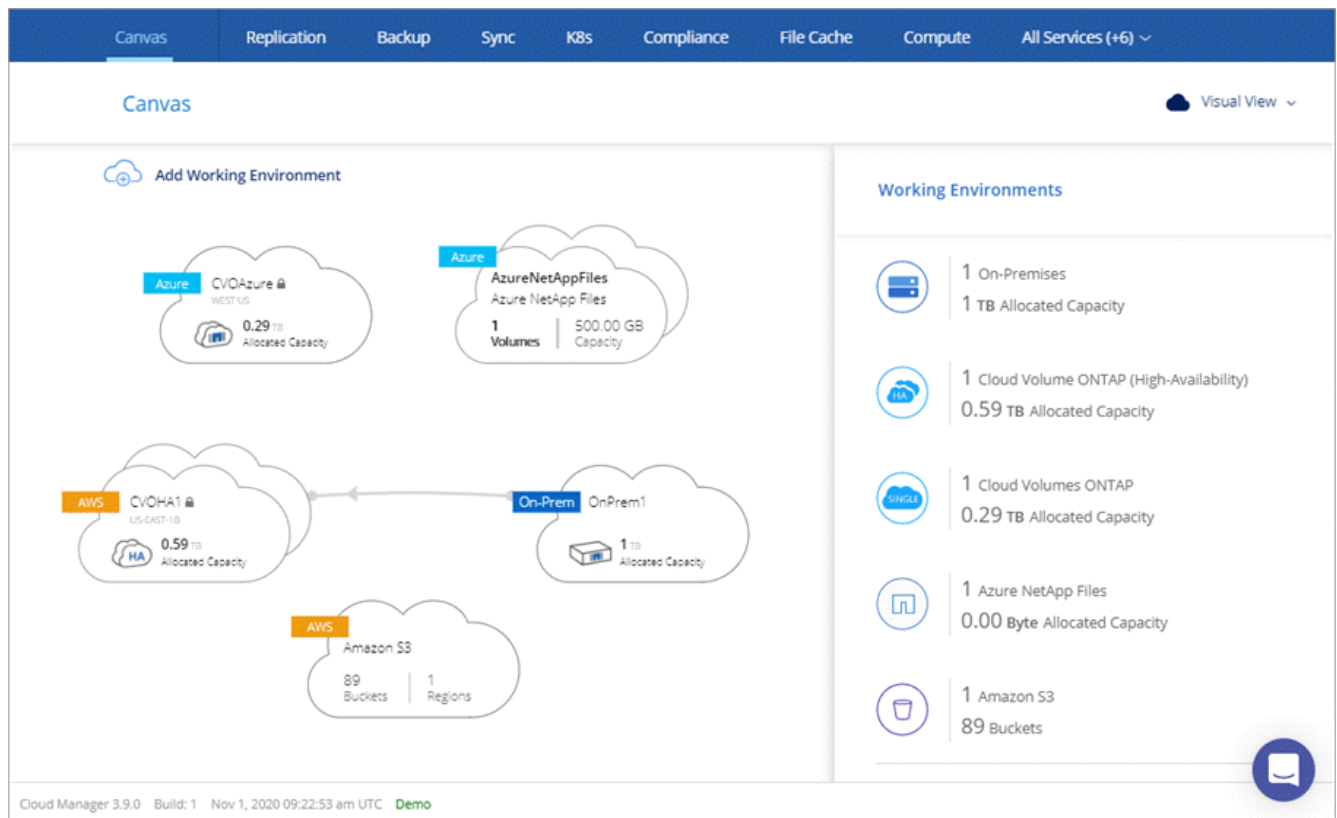 Canvas Replication Backup Sync K8s Compliance File Cache Compute All Services (+6)
Canvas
Visual View
Add Working Environment
Azure
CVOAzure
WEST US
0.29 TB
Allocated Capacity
Azure
AzureNetAppFiles
Azure NetApp Files
1
Volumes
500.00 GB
Capacity
AWS
CVOHA1
US-EAST-1B
HA
0.59 TB
Allocated Capacity
On-Prem
OnPrem1
1 TB
Allocated Capacity
AWS
Amazon S3
89
Buckets
1
Regions
Working Environments
1 On-Premises
1 TB Allocated Capacity
HA
1 Cloud Volume ONTAP (High-Availability)
0.59 TB Allocated Capacity
SINGLE
1 Cloud Volumes ONTAP
0.29 TB Allocated Capacity
1 Azure NetApp Files
0.00 Byte Allocated Capacity
1 Amazon S3
89 Buckets
Cloud Manager 3.9.0 Build: 1 Nov 1, 2020 09:22:53 am UTC Demo